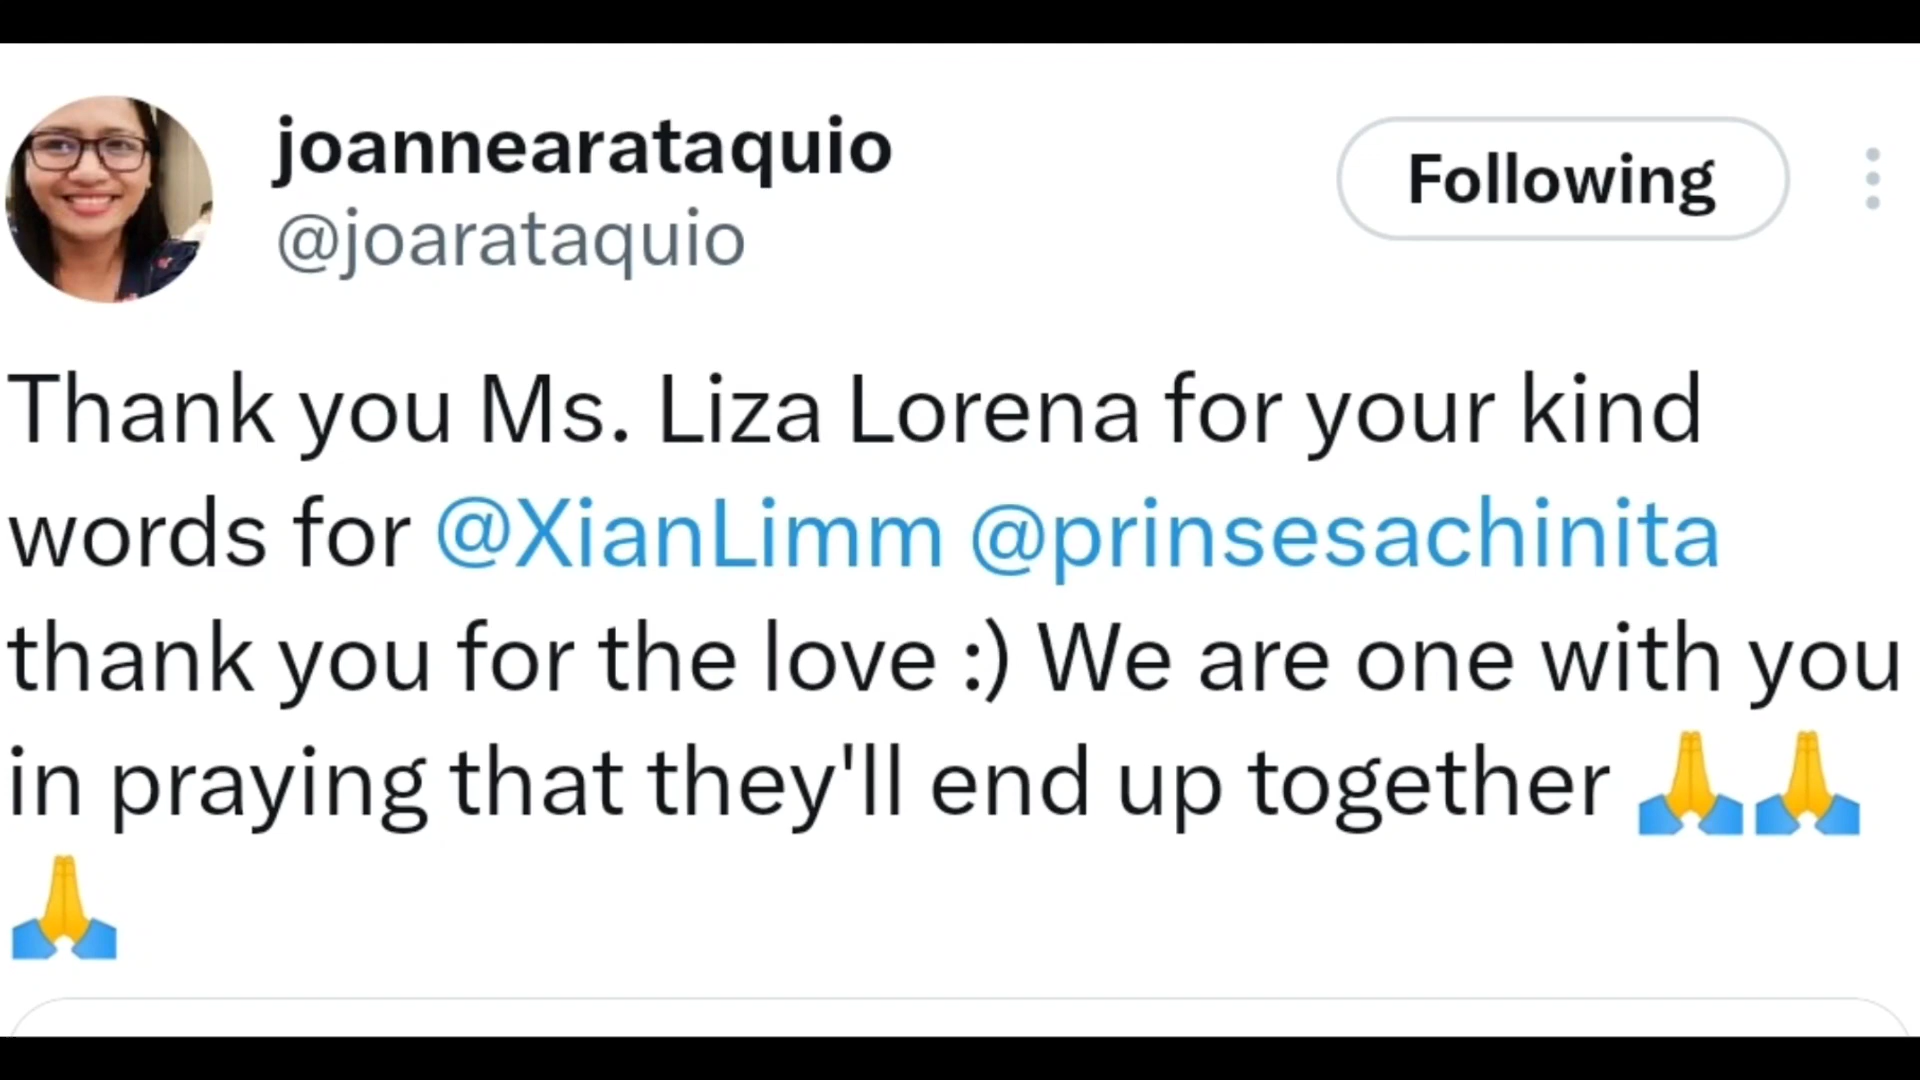 joannearataquio
@joarataquio
Following
Thank you Ms. Liza Lorena for your kind
words for @XianLimm @prinsesachinita
thank you for the love :) We are one with you
in praying that they'll end up together 🙏🙏
🙏